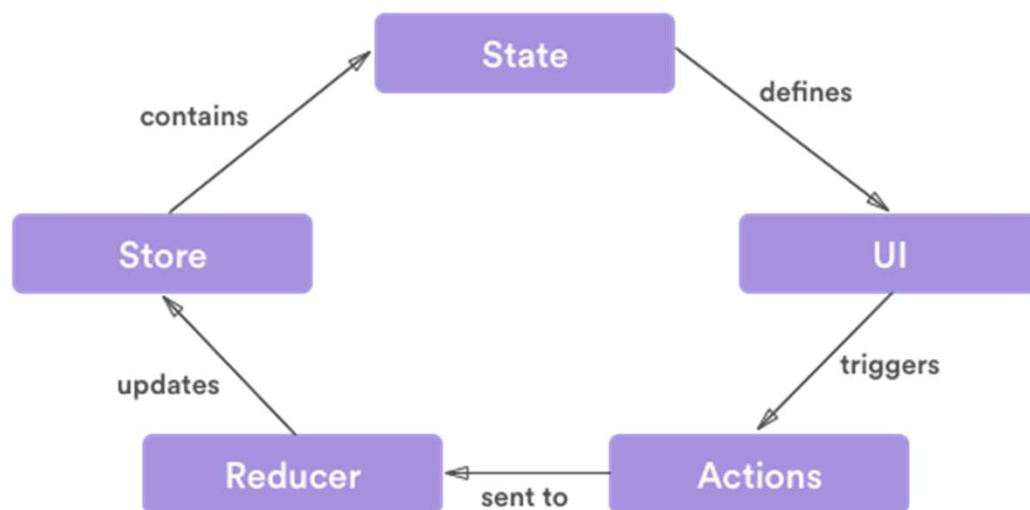 State
defines
contains
Store
UI
triggers
updates
Reducer
sent to
Actions